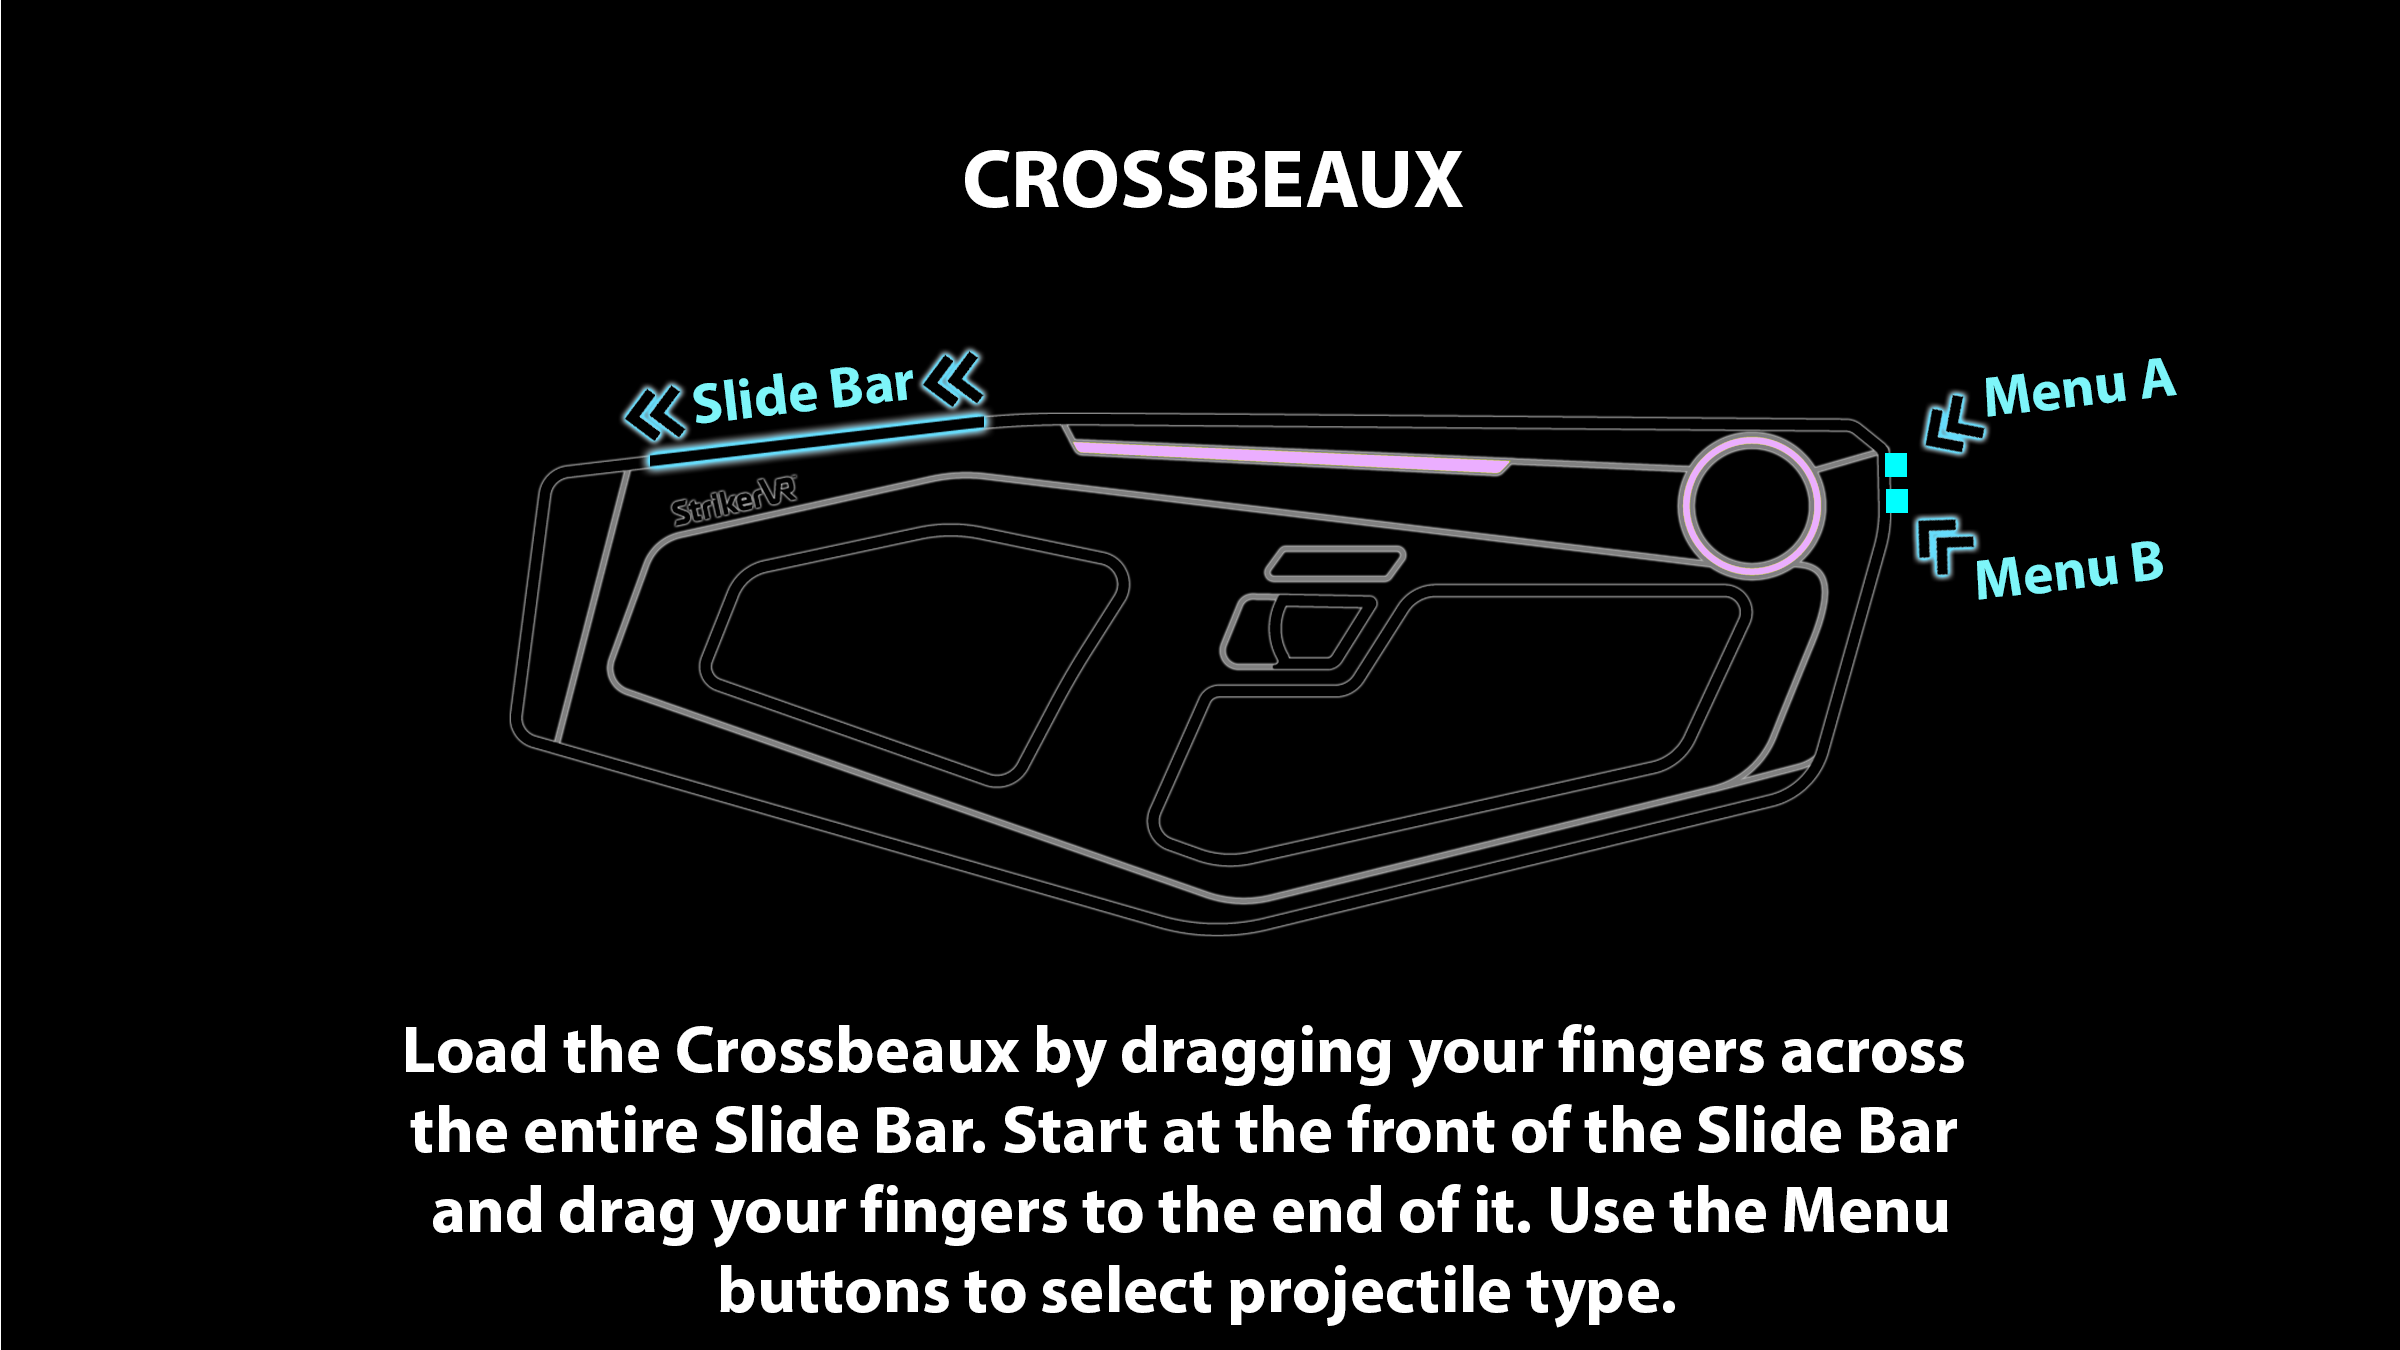 CROSSBEAUX
Slide Bar
Menu A
StrikerVR
Menu B
Load the Crossbeaux by dragging your fingers across
the entire Slide Bar. Start at the front of the Slide Bar
and drag your fingers to the end of it. Use the Menu
buttons to select projectile type.